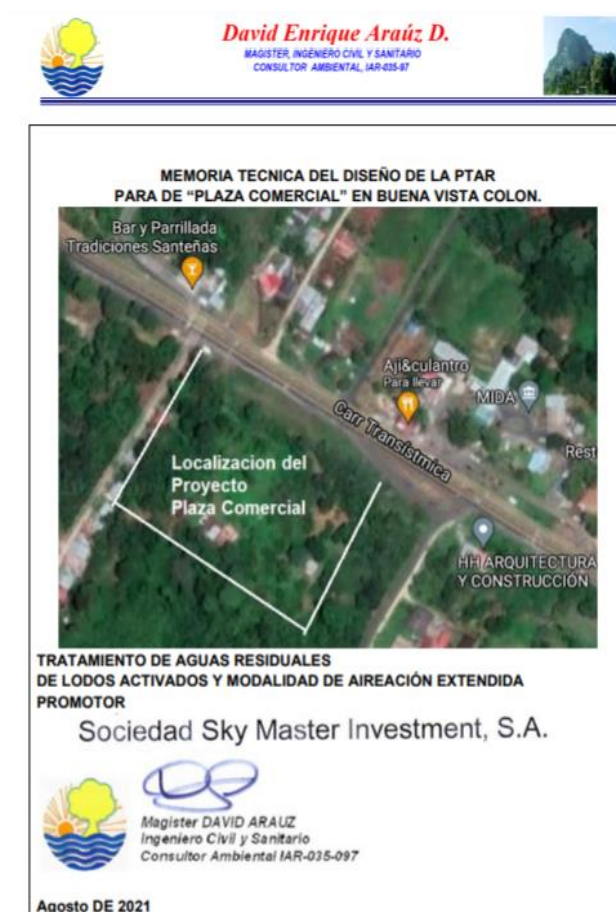 David Enrique Araúz D.
MAGISTER, INGENIERO CIVIL Y SANITARIO
CONSULTOR AMBIENTAL, IAR-035-97
MEMORIA TECNICA DEL DISEÑO DE LA PTAR
PARA DE “PLAZA COMERCIAL” EN BUENA VISTA COLON.
Bar y Parrillada
Tradiciones Santeñas
Aji&culantro
Para llevar
MIDA
Carr Transístmica
Rest
Localizacion del
Proyecto
Plaza Comercial
HH ARQUITECTURA
Y CONSTRUCCIÓN
TRATAMIENTO DE AGUAS RESIDUALES
DE LODOS ACTIVADOS Y MODALIDAD DE AIREACIÓN EXTENDIDA
PROMOTOR
Sociedad Sky Master Investment, S.A.
Magister DAVID ARAUZ
Ingeniero Civil y Sanitario
Consultor Ambiental IAR-035-097
Agosto DE 2021